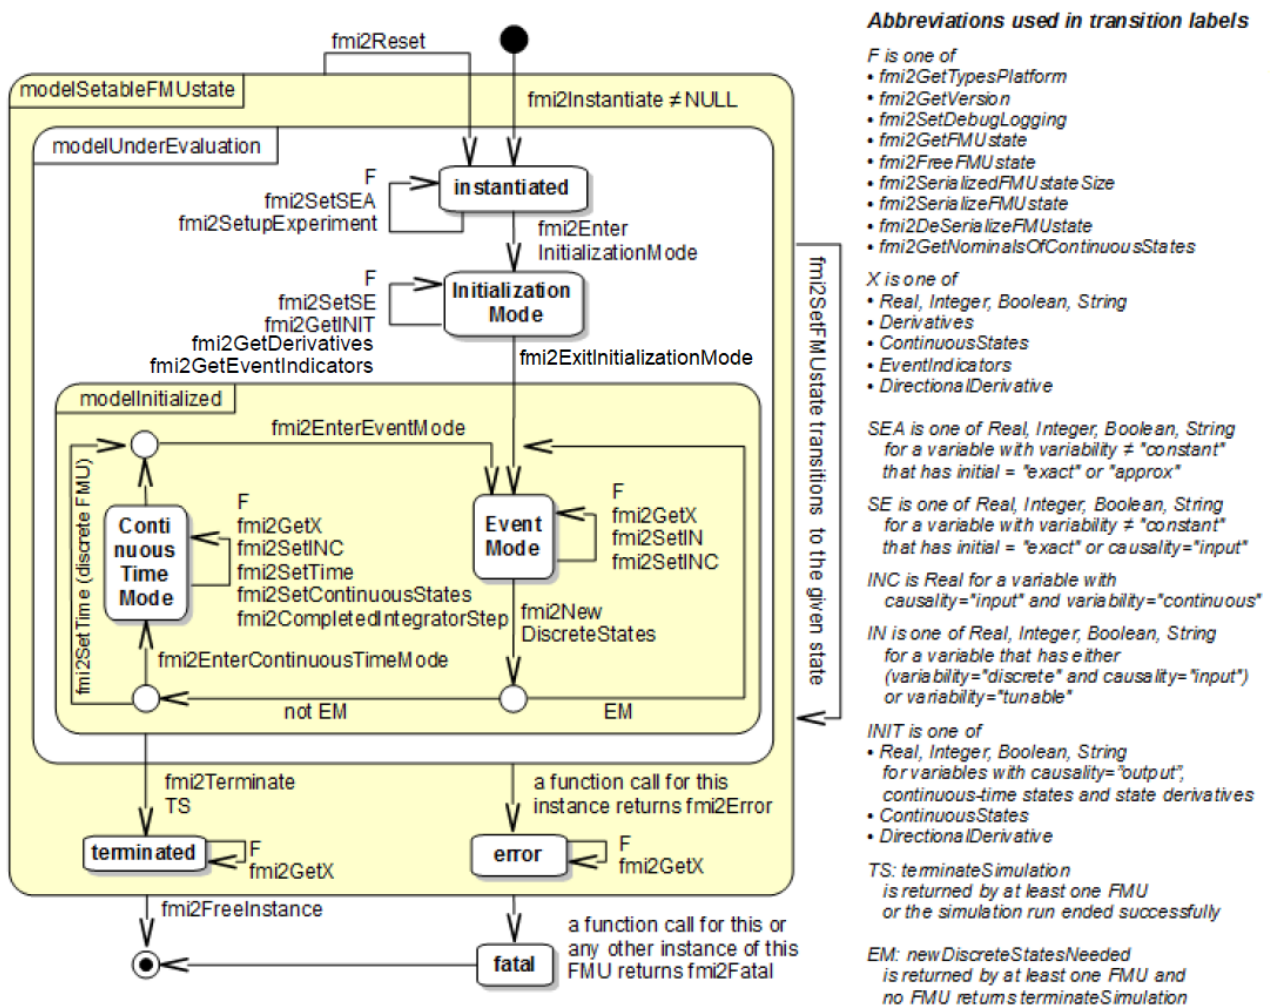 fmi2Reset
modelSetableFMUstate
fmi2Instantiate ≠ NULL
modelUnderEvaluation
instantiated
F
fmi2SetSEA
fmi2SetupExperiment
fmi2Enter
InitializationMode
F
fmi2SetSE
fmi2GetINIT
fmi2GetDerivatives
fmi2GetEventIndicators
Initialization
Mode
fmi2ExitInitializationMode
modelInitialized
fmi2EnterEventMode
fmi2SetTime (discrete FMU)
Conti
nuous
Time
Mode
F
fmi2GetX
fmi2SetINC
fmi2SetTime
fmi2SetContinuousStates
fmi2CompletedIntegratorStep
Event
Mode
F
fmi2GetX
fmi2SetIN
fmi2SetINC
fmi2New
DiscreteStates
fmi2EnterContinuousTimeMode
not EM
EM
fmi2SetFMUstate transitions to the given state
fmi2Terminate
TS
a function call for this
instance returns fmi2Error
terminated
F
fmi2GetX
error
F
fmi2GetX
fmi2FreeInstance
a function call for this or
any other instance of this
FMU returns fmi2Fatal
fatal
Abbreviations used in transition labels
F is one of
• fmi2GetTypesPlatform
• fmi2GetVersion
• fmi2SetDebugLogging
• fmi2GetFMUstate
• fmi2FreeFMUstate
• fmi2SerializedFMUstateSize
• fmi2SerializeFMUstate
• fmi2DeSerializeFMUstate
• fmi2GetNominalsOfContinuousStates
X is one of
• Real, Integer, Boolean, String
• Derivatives
• ContinuousStates
• EventIndicators
• DirectionalDerivative
SEA is one of Real, Integer, Boolean, String
for a variable with variability ≠ "constant"
that has initial = "exact" or "approx"
SE is one of Real, Integer, Boolean, String
for a variable with variability ≠ "constant"
that has initial = "exact" or causality="input"
INC is Real for a variable with
causality="input" and variability="continuous"
IN is one of Real, Integer, Boolean, String
for a variable that has either
(variability="discrete" and causality="input")
or variability="tunable"
INIT is one of
• Real, Integer, Boolean, String
for variables with causality="output",
continuous-time states and state derivatives
• ContinuousStates
• DirectionalDerivative
TS: terminateSimulation
is returned by at least one FMU
or the simulation run ended successfully
EM: newDiscreteStatesNeeded
is returned by at least one FMU and
no FMU returns terminateSimulation